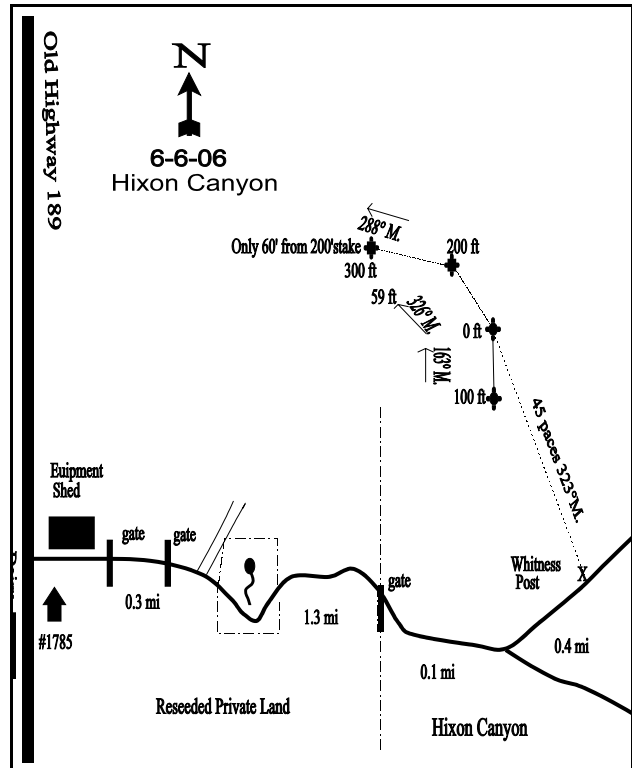 Old Highway 189
N
6-6-06
Hixon Canyon
288° M.
Only 60' from 200'stake
200 ft
300 ft
59 ft
326° M.
0 ft
163° M.
100 ft
45 paces 323° M.
Euipment
Shed
gate
gate
Whitness
Post
X
gate
0.3 mi
1.3 mi
#1785
0.4 mi
0.1 mi
Reseeded Private Land
Hixon Canyon